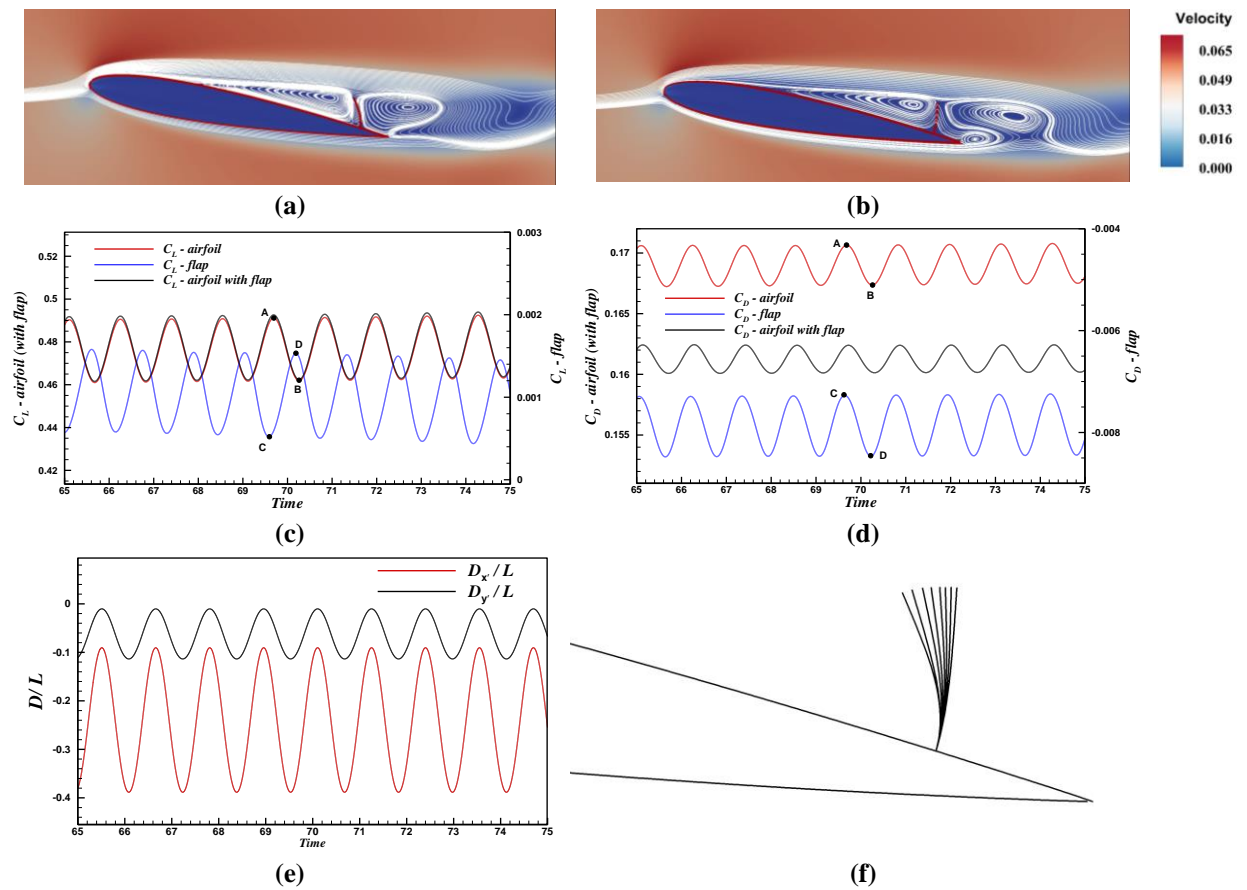 Velocity
0.065
0.049
0.033
0.016
0.000
(a)
(b)
C_L - airfoil (with flap)
0.52
0.5
0.48
0.46
0.44
0.42
C_L - airfoil
C_L - flap
C_L - airfoil with flap
A
D
B
C
0.003
0.002
0.001
0
C_L - flap
65 66 67 68 69 70 71 72 73 74 75
Time
(c)
C_D - airfoil (with flap)
0.17
0.165
0.16
0.155
A
B
C_D - airfoil
C_D - flap
C_D - airfoil with flap
C
D
-0.004
-0.006
-0.008
C_D - flap
65 66 67 68 69 70 71 72 73 74 75
Time
(d)
D/L
0
-0.1
-0.2
-0.3
-0.4
D_x′/L
D_y′/L
65 66 67 68 69 70 71 72 73 74 75
Time
(e)
(f)